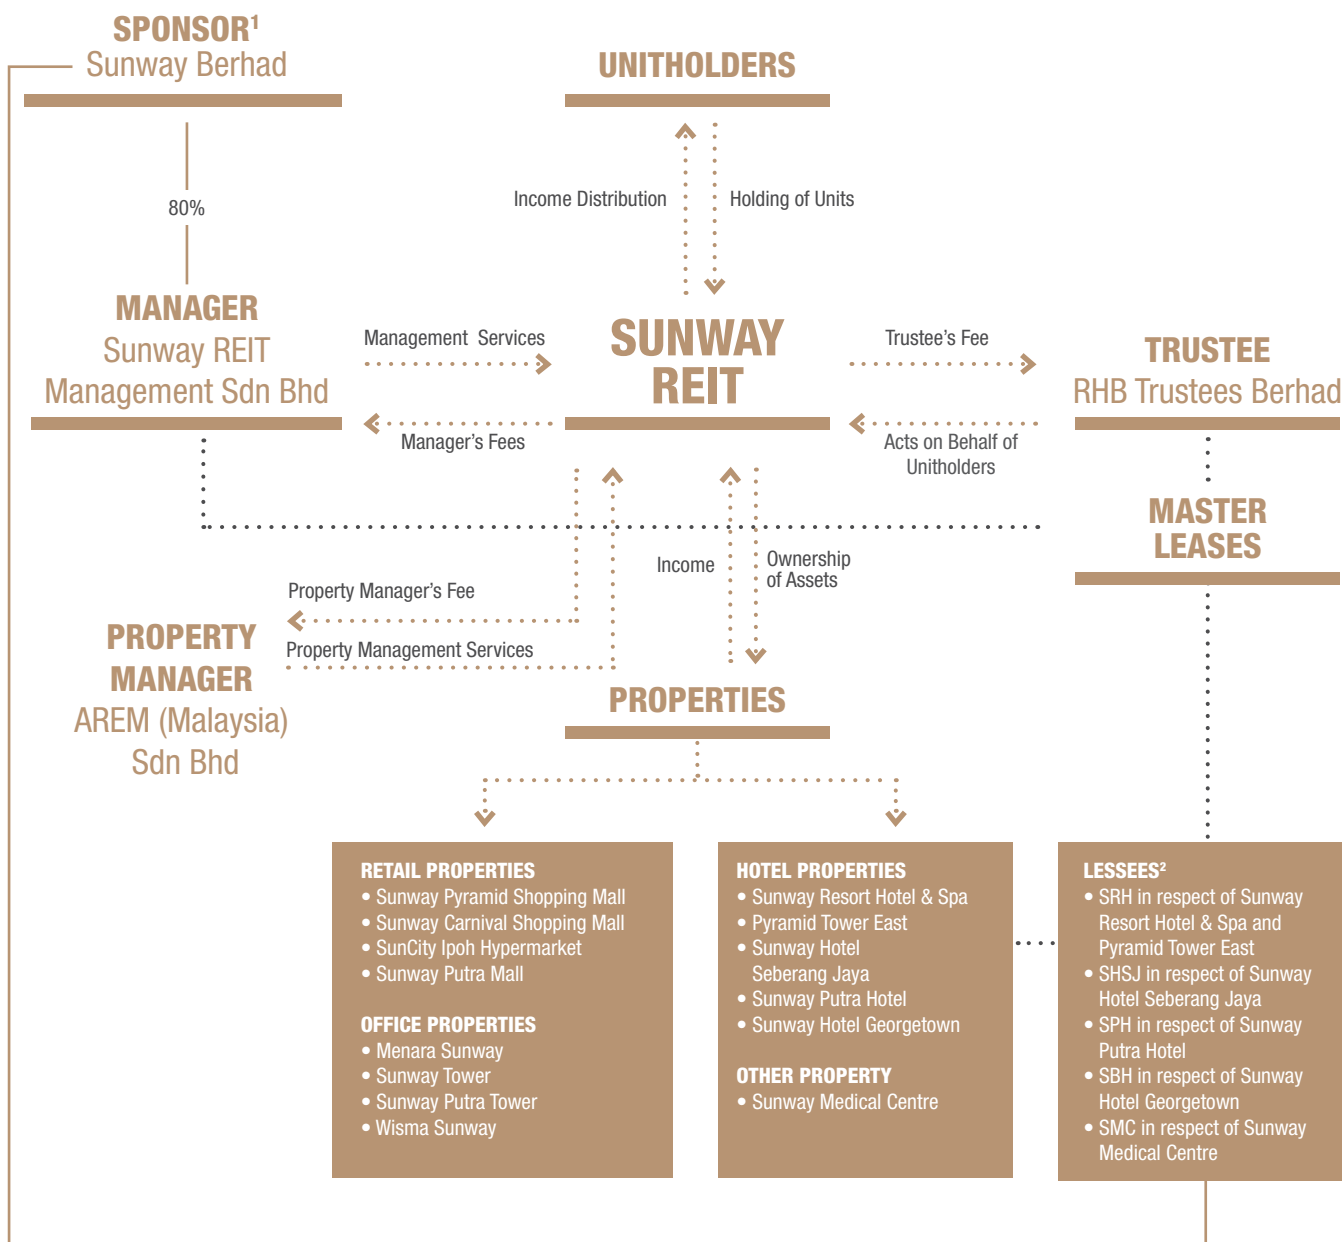 SPONSOR¹
Sunway Berhad
UNITHOLDERS
80%
Income Distribution
Holding of Units
MANAGER
Sunway REIT
Management Sdn Bhd
Management Services
Manager's Fees
SUNWAY
REIT
Trustee's Fee
Acts on Behalf of
Unitholders
TRUSTEE
RHB Trustees Berhad
MASTER
LEASES
Income
Ownership
of Assets
Property Manager's Fee
Property Management Services
PROPERTY
MANAGER
AREM (Malaysia)
Sdn Bhd
PROPERTIES
RETAIL PROPERTIES
• Sunway Pyramid Shopping Mall
• Sunway Carnival Shopping Mall
• SunCity Ipoh Hypermarket
• Sunway Putra Mall
OFFICE PROPERTIES
• Menara Sunway
• Sunway Tower
• Sunway Putra Tower
• Wisma Sunway
HOTEL PROPERTIES
• Sunway Resort Hotel & Spa
• Pyramid Tower East
• Sunway Hotel
Seberang Jaya
• Sunway Putra Hotel
• Sunway Hotel Georgetown
OTHER PROPERTY
• Sunway Medical Centre
LESSEES²
• SRH in respect of Sunway
Resort Hotel & Spa and
Pyramid Tower East
• SHSJ in respect of Sunway
Hotel Seberang Jaya
• SPH in respect of Sunway
Putra Hotel
• SBH in respect of Sunway
Hotel Georgetown
• SMC in respect of Sunway
Medical Centre